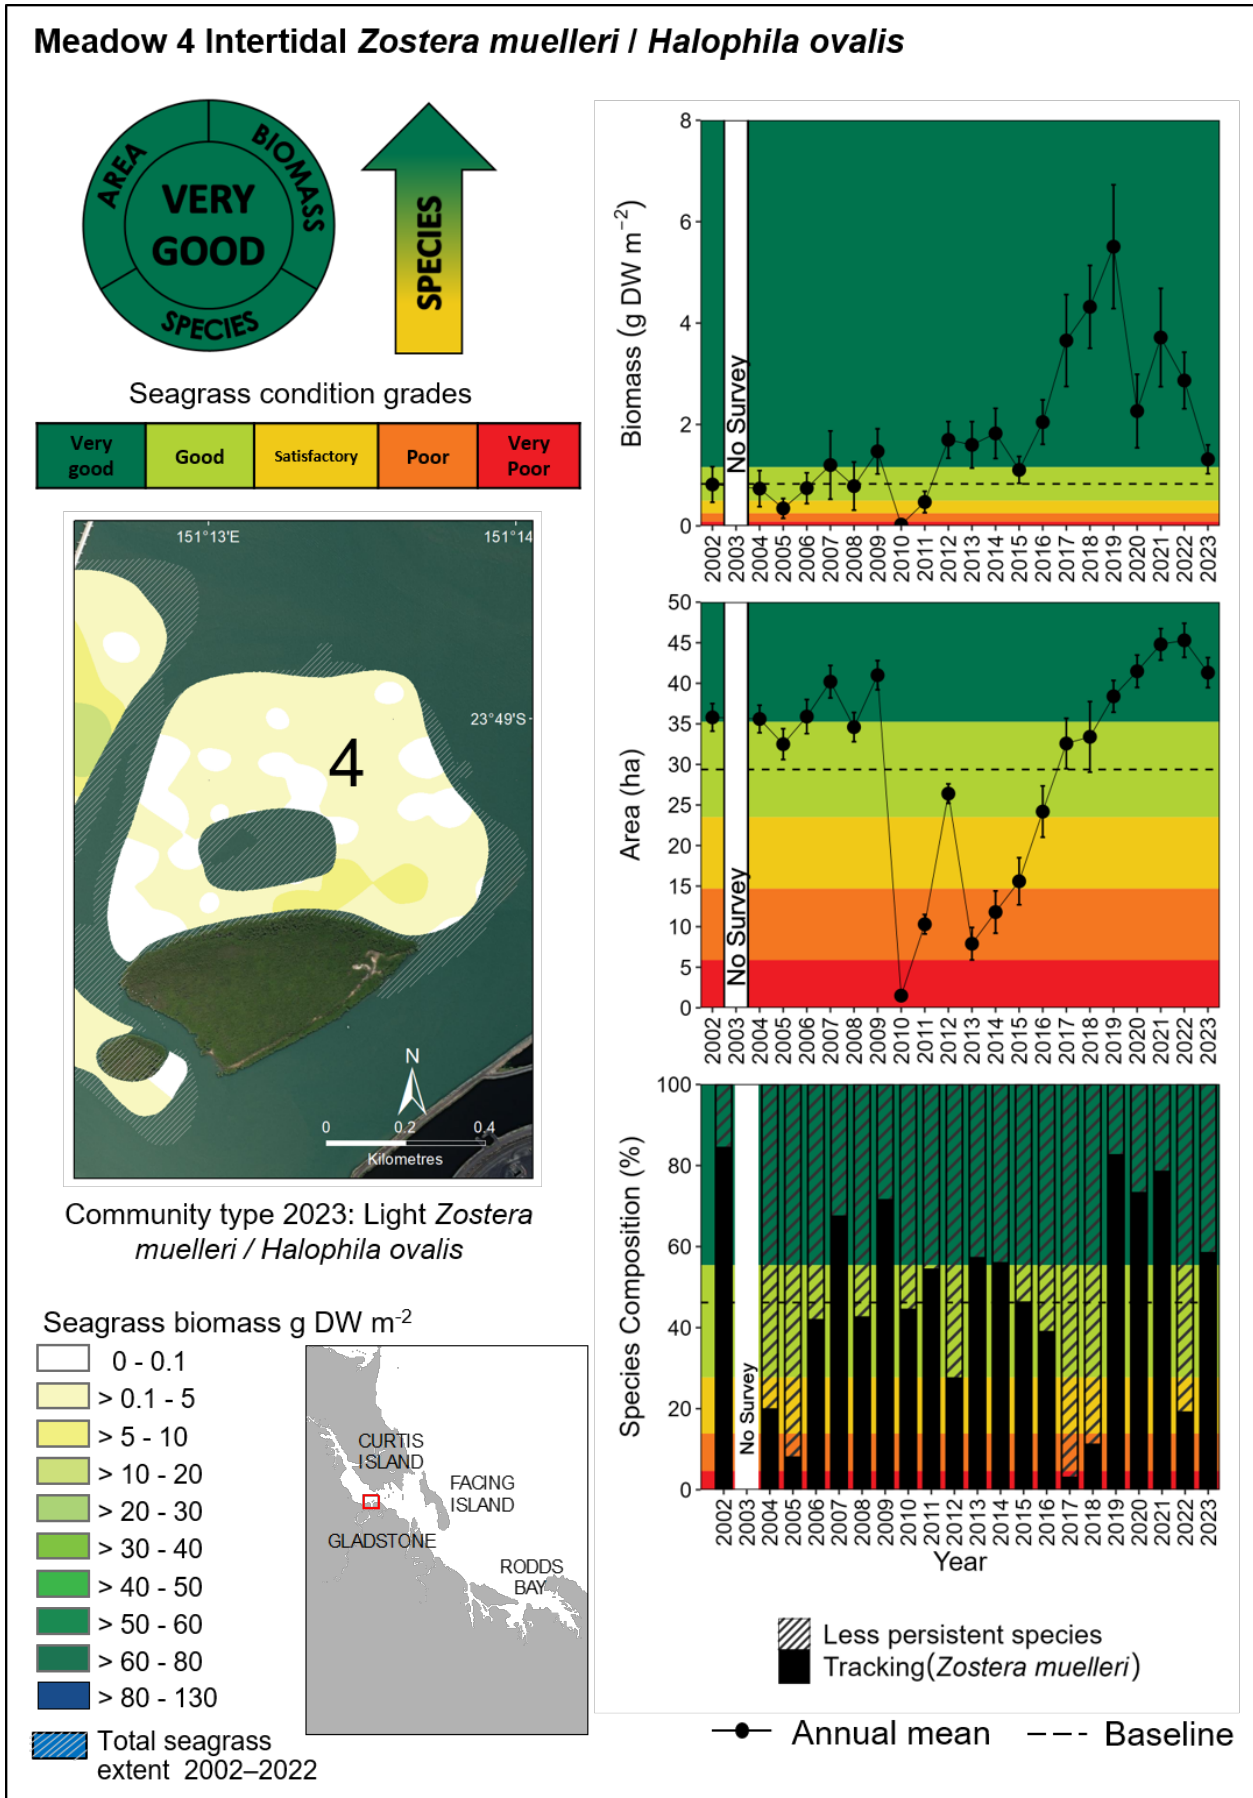 Meadow 4 Intertidal Zostera muelleri / Halophila ovalis
AREA
BIOMASS
VERY
GOOD
SPECIES
SPECIES
Seagrass condition grades
Very
good
Good
Satisfactory
Poor
Very
Poor
151°13'E
151°14
23°49'S
4
N
0
0.2
0.4
Kilometres
Community type 2023: Light Zostera
muelleri / Halophila ovalis
Seagrass biomass g DW m-2
0 - 0.1
> 0.1 - 5
> 5 - 10
> 10 - 20
> 20 - 30
> 30 - 40
> 40 - 50
> 50 - 60
> 60 - 80
> 80 - 130
Total seagrass
extent 2002–2022
CURTIS
ISLAND
FACING
ISLAND
GLADSTONE
RODDS
BAY
Biomass (g DW m−2)
8
6
4
2
0
No Survey
2002 2003 2004 2005 2006 2007 2008 2009 2010 2011 2012 2013 2014 2015 2016 2017 2018 2019 2020 2021 2022 2023
Area (ha)
50
45
40
35
30
25
20
15
10
5
0
No Survey
2002 2003 2004 2005 2006 2007 2008 2009 2010 2011 2012 2013 2014 2015 2016 2017 2018 2019 2020 2021 2022 2023
Species Composition (%)
100
80
60
40
20
0
No Survey
2002 2003 2004 2005 2006 2007 2008 2009 2010 2011 2012 2013 2014 2015 2016 2017 2018 2019 2020 2021 2022 2023
Year
Less persistent species
Tracking(Zostera muelleri)
Annual mean
Baseline